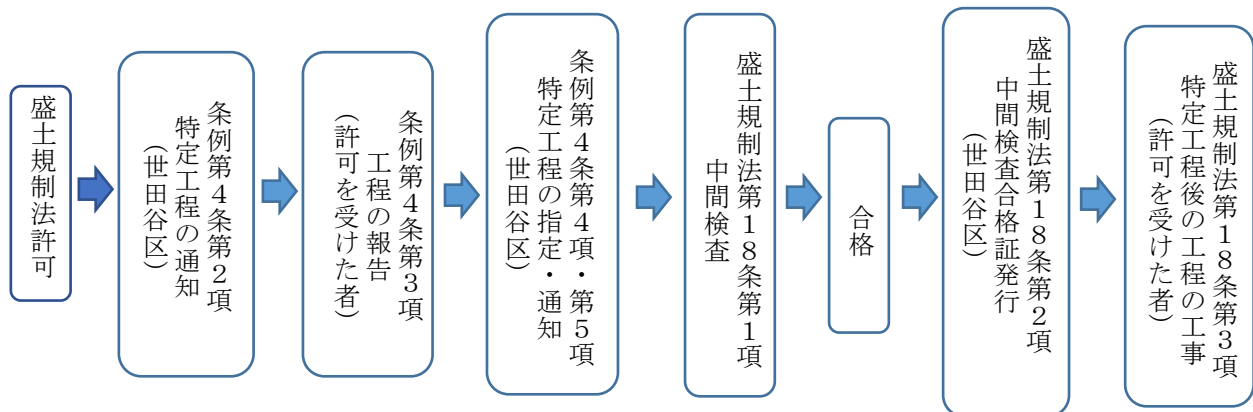 盛土規制法許可
条例第４条第２項
特定工程の通知
（世田谷区）
条例第４条第３項
工程の報告
（許可を受けた者）
条例第４条第４項・第５項
特定工程の指定・通知
（世田谷区）
盛土規制法第１８条第１項
中間検査
合格
盛土規制法第１８条第２項
中間検査合格証発行
（世田谷区）
盛土規制法第１８条第３項
特定工程後の工程の工事
（許可を受けた者）